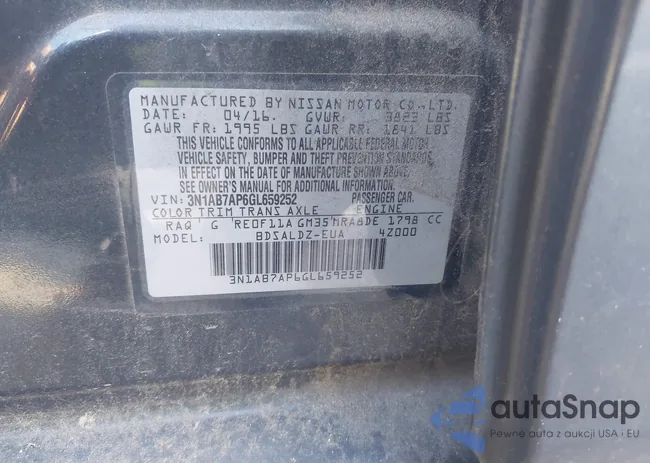 MANUFACTURED BY NISSAN MOTOR CO.,LTD.
DATE: 04/16. GVWR: 3823 LBS
GAWR FR: 1995 LBS GAWR RR: 1841 LBS
THIS VEHICLE CONFORMS TO ALL APPLICABLE FEDERAL MOTOR
VEHICLE SAFETY, BUMPER AND THEFT PREVENTION STANDARDS
IN EFFECT ON THE DATE OF MANUFACTURE SHOWN ABOVE.
SEE OWNER'S MANUAL FOR ADDITIONAL INFORMATION.
VIN: 3N1AB7AP6GL659252 PASSENGER CAR.
COLOR TRIM TRANS AXLE ENGINE
RAQ G RE0F11A GM35 MRA8DE 1798 CC
MODEL: BDSALDZ-EUA 4Z000
3N1AB7AP6GL659252
autaSnap
Pewne auta z aukcji USA i EU